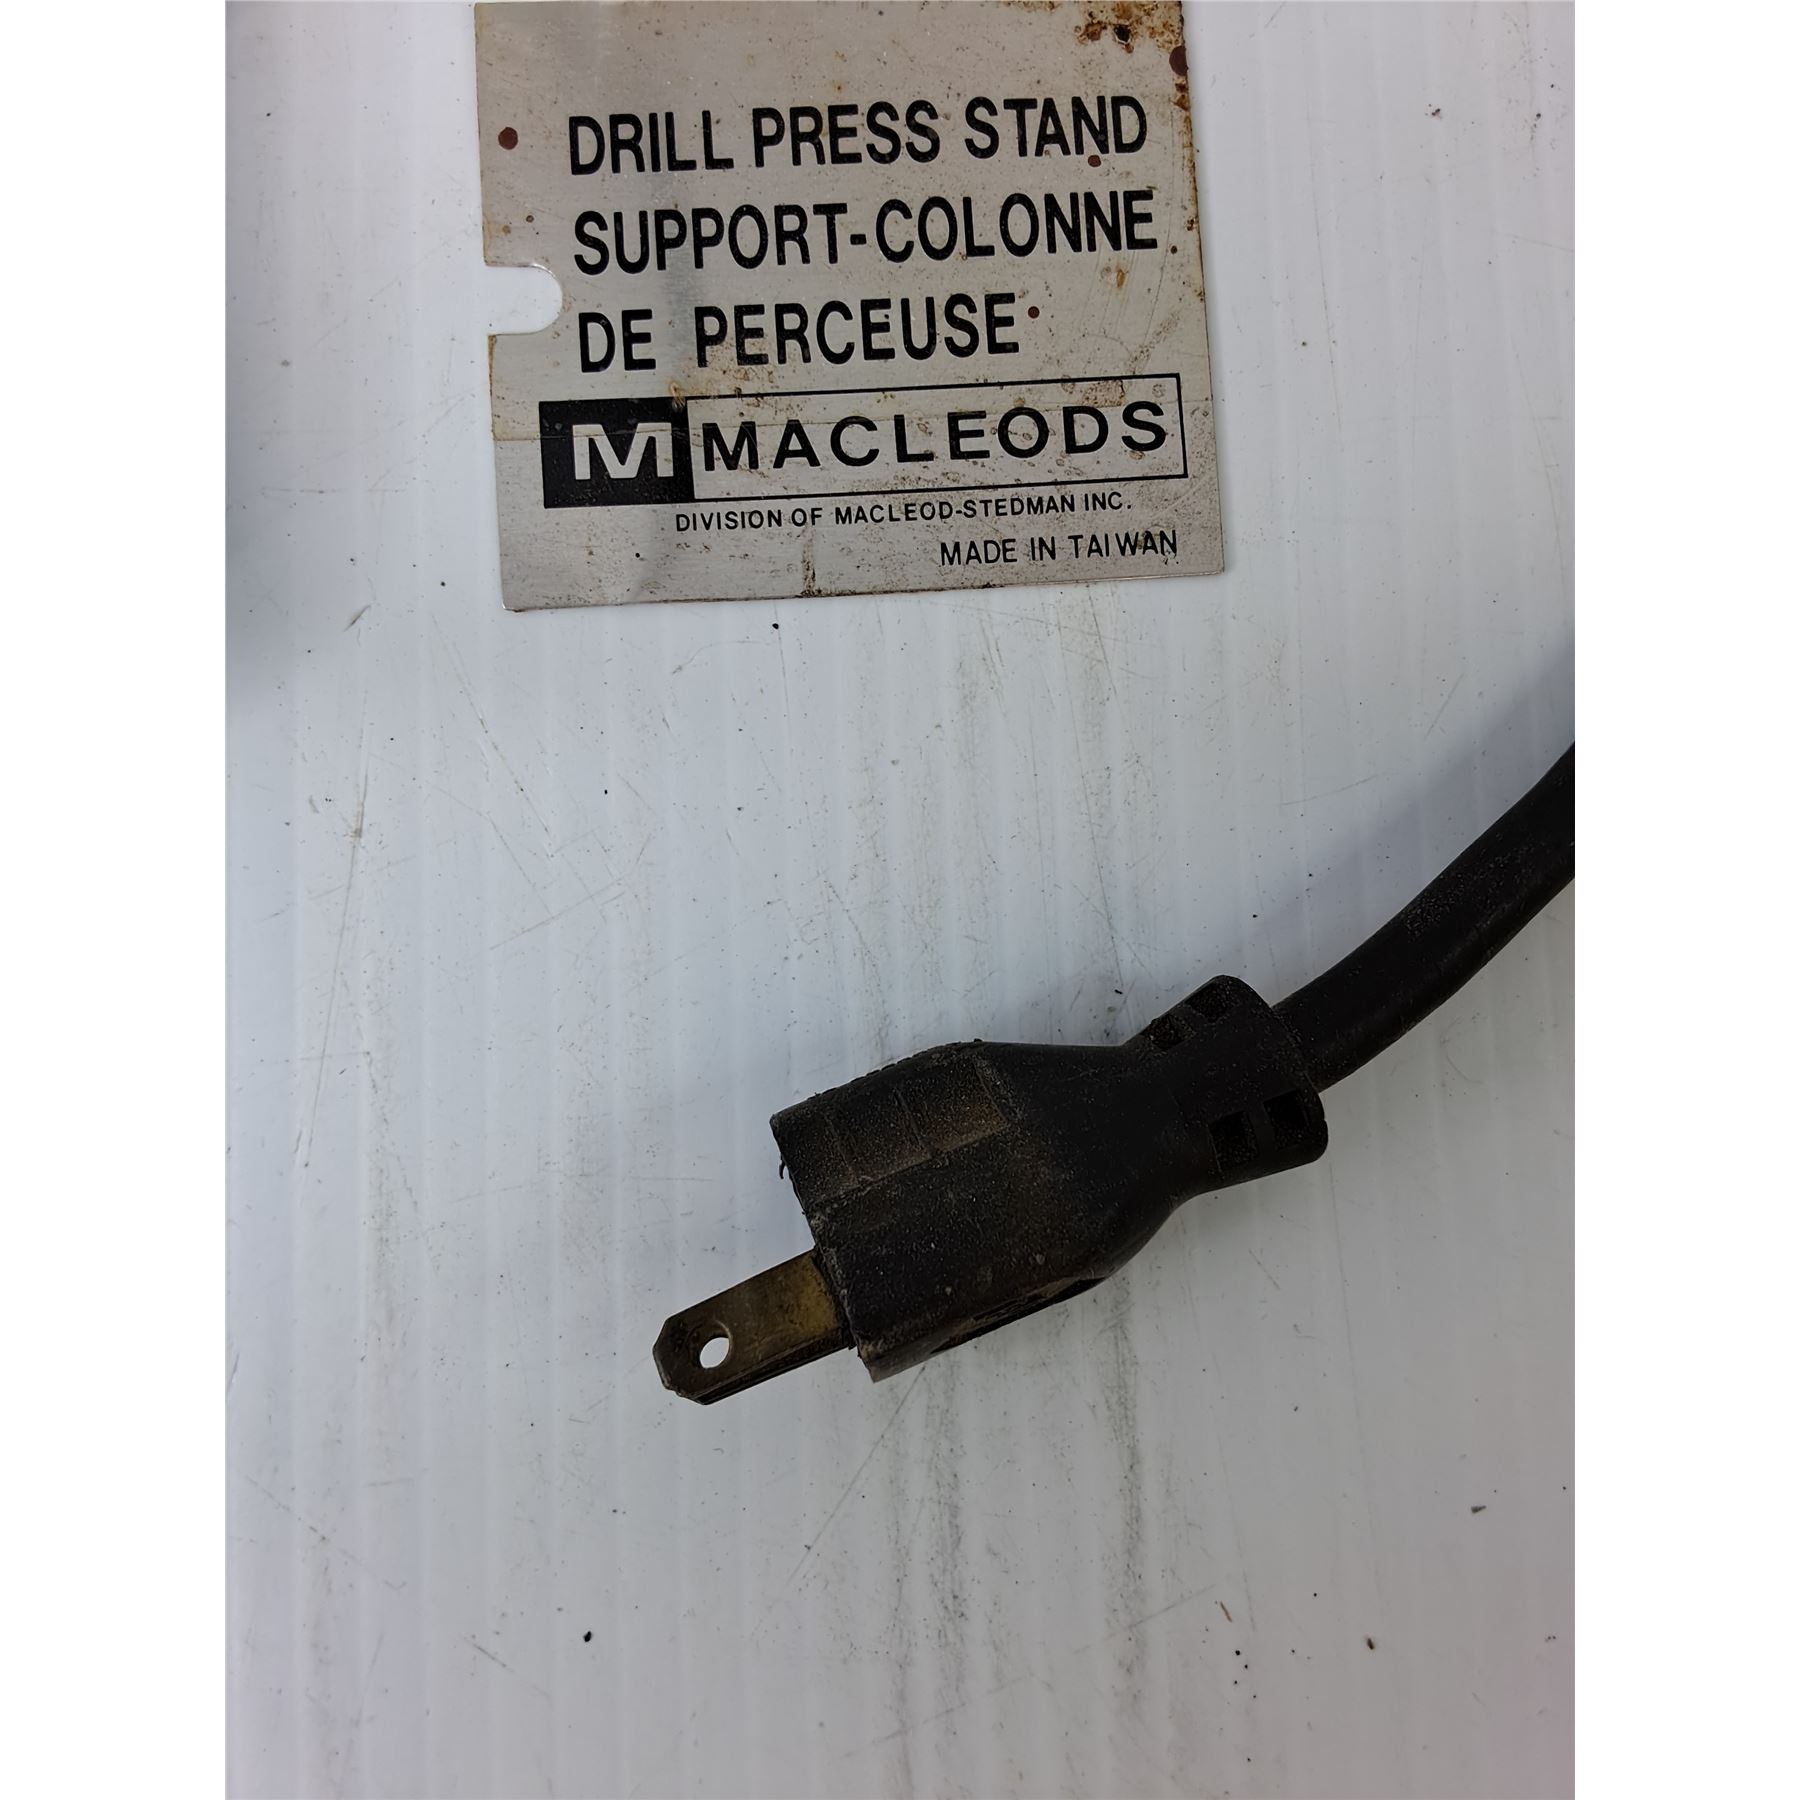 DRILL PRESS STAND
SUPPORT-COLONNE
DE PERCEUSE
M MACLEODS
DIVISION OF MACLEOD-STEDMAN INC.
MADE IN TAIWAN